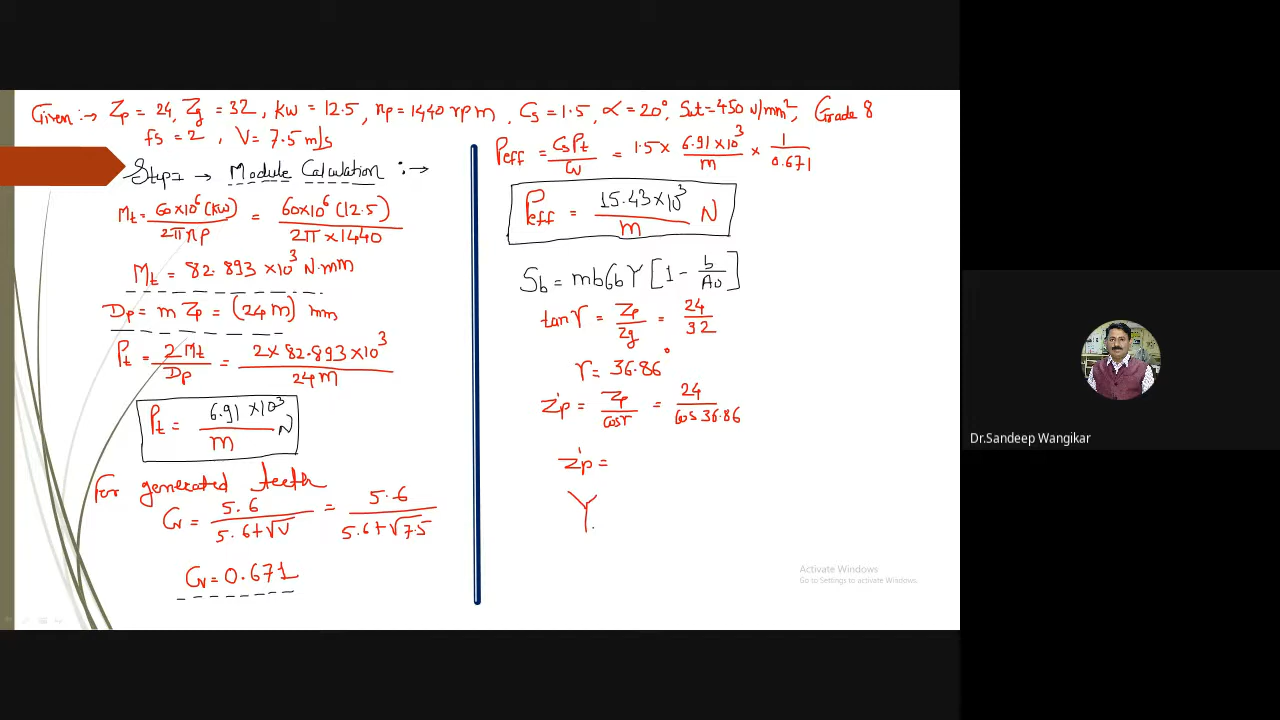 Given :→ Zp = 24, Zg = 32, kW = 12.5, np = 1440 rpm, Cs = 1.5, α = 20°, Sut = 450 N/mm², Grade 8
fs = 2, V = 7.5 m/s
Step 1 → Module Calculation :→
Mt = 60×10⁶ (kW) / 2π np = 60×10⁶ (12.5) / 2π × 1440
Mt = 82.893 ×10³ N·mm
Dp = m Zp = (24 m) mm
Pt = 2 Mt / Dp = 2 × 82.893 × 10³ / 24 m
Pt = 6.91 ×10³ / m N
For generated teeth
Cv = 5.6 / 5.6 + √V = 5.6 / 5.6 + √7.5
Cv = 0.671
Peff = Cs Pt / Cv = 1.5 × 6.91 ×10³ / m × 1 / 0.671
Peff = 15.43 ×10³ / m N
Sb = m b σb Y [1 - b / A0]
tan γ = Zp / Zg = 24 / 32
γ = 36.86°
Z'p = Zp / cos γ = 24 / cos 36.86
Z'p =
Y
Activate Windows
Go to Settings to activate Windows.
Dr.Sandeep Wangikar